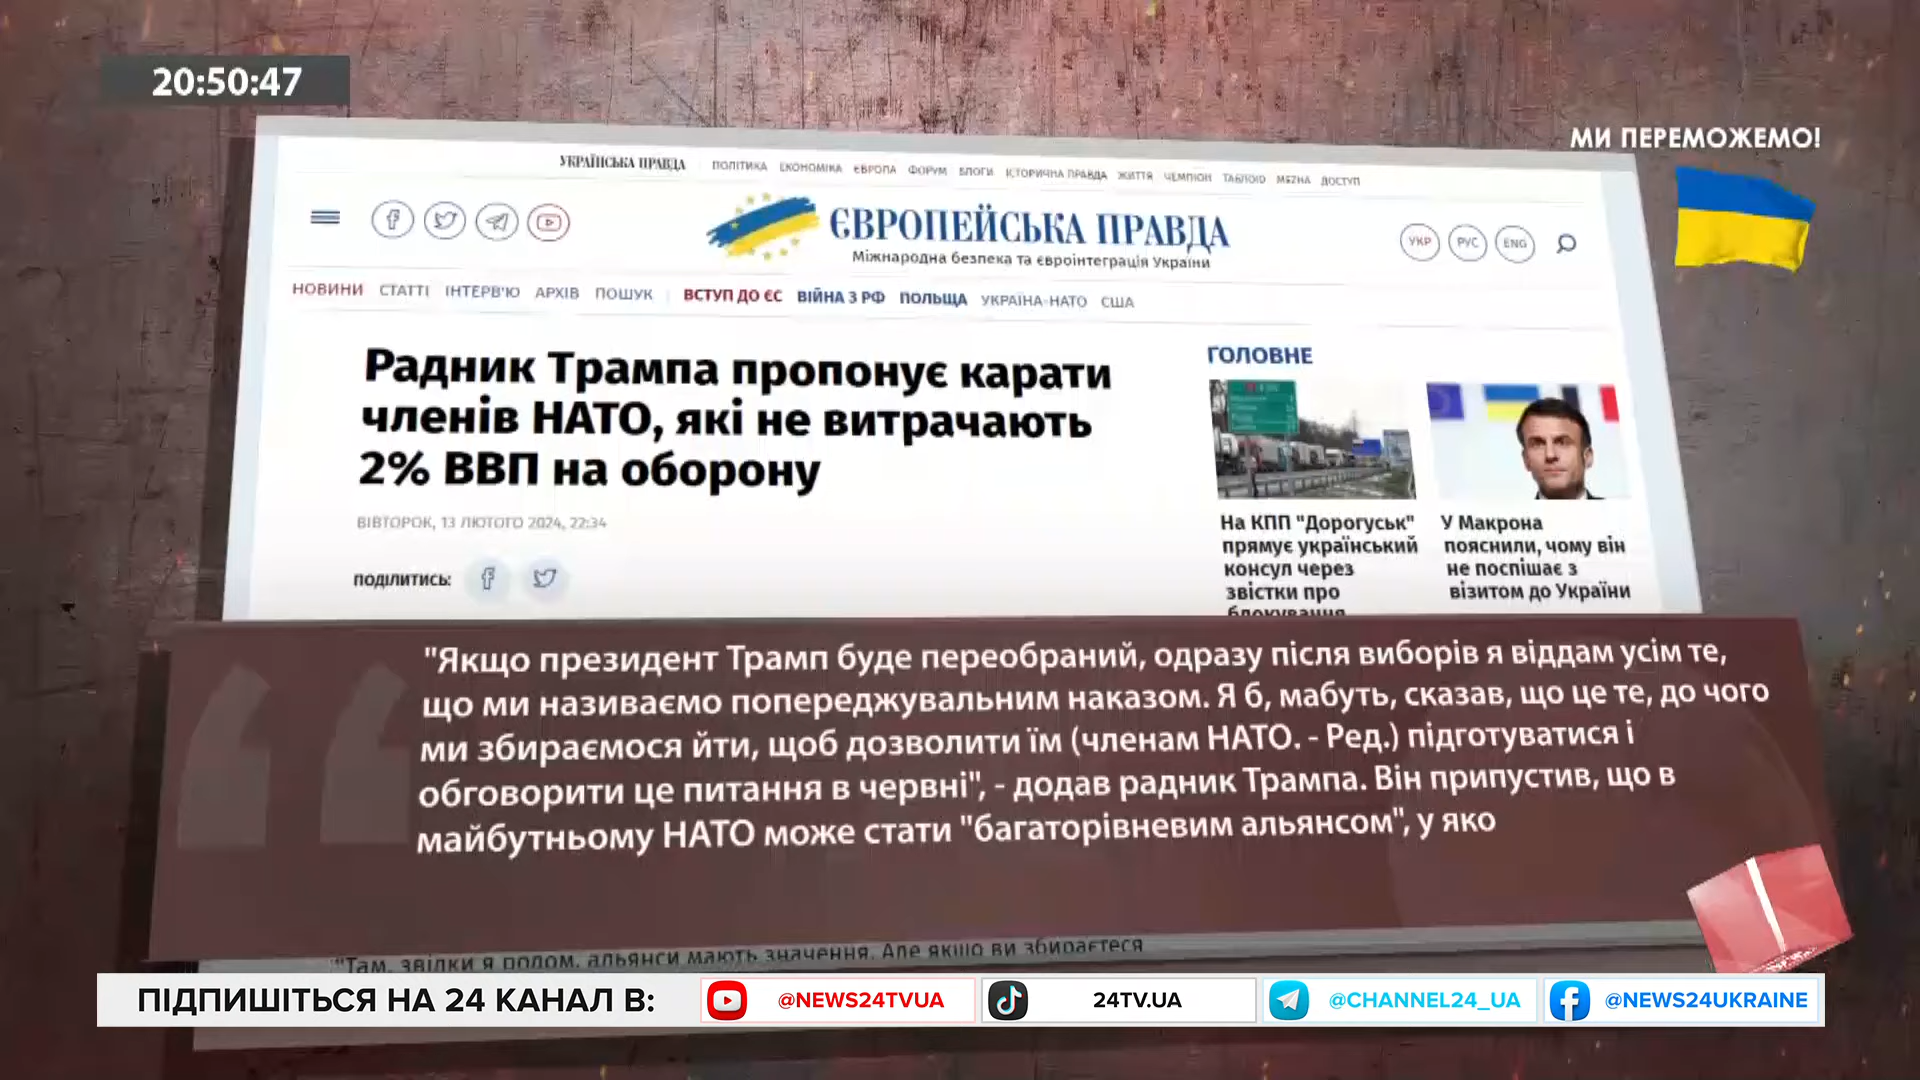 20:50:47
МИ ПЕРЕМОЖЕМО!
УКРАЇНСЬКА ПРАВДА ПОЛІТИКА ЕКОНОМІКА ЄВРОПА ФОРУМ БЛОГИ ІСТОРИЧНА ПРАВДА ЖИТТЯ ЧЕМПІОН ТАБЛОІD MEZHA ДОСТУП
ЄВРОПЕЙСЬКА ПРАВДА
Міжнародна безпека та євроінтеграція України
УКР РУС ENG
НОВИНИ СТАТТІ ІНТЕРВ'Ю АРХІВ ПОШУК ВСТУП ДО ЄС ВІЙНА З РФ ПОЛЬЩА УКРАЇНА-НАТО США
Радник Трампа пропонує карати
членів НАТО, які не витрачають
2% ВВП на оборону
ВІВТОРОК, 13 ЛЮТОГО 2024, 22:34
ПОДІЛИТИСЬ:
ГОЛОВНЕ
На КПП "Дорогуськ"
прямує український
консул через
звістки про
блокування
У Макрона
пояснили, чому він
не поспішає з
візитом до України
"Якщо президент Трамп буде переобраний, одразу після виборів я віддам усім те,
що ми називаємо попереджувальним наказом. Я б, мабуть, сказав, що це те, до чого
ми збираємося йти, щоб дозволити їм (членам НАТО. - Ред.) підготуватися і
обговорити це питання в червні", - додав радник Трампа. Він припустив, що в
майбутньому НАТО може стати "багаторівневим альянсом", у яко
"Там, звідки я родом, альянси мають значення. Але якщо ви збираєтеся
ПІДПИШІТЬСЯ НА 24 КАНАЛ В: @NEWS24TVUA 24TV.UA @CHANNEL24_UA @NEWS24UKRAINE